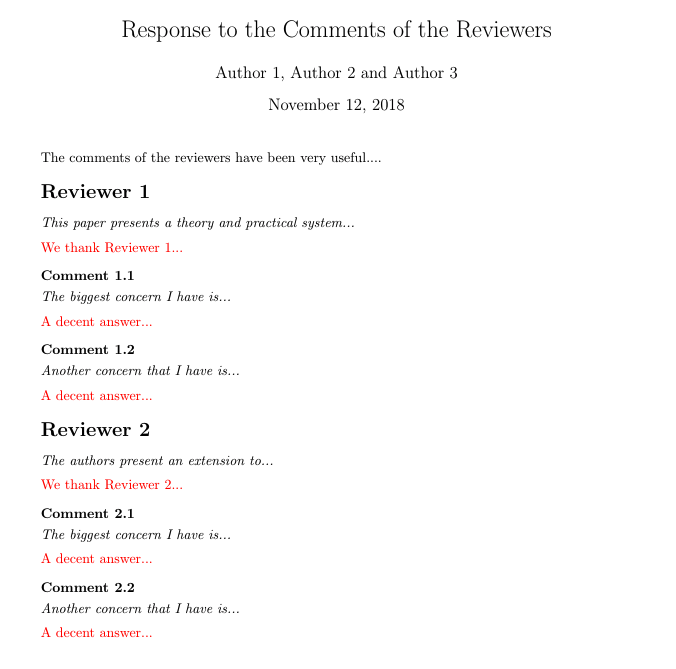 Response to the Comments of the Reviewers
Author 1, Author 2 and Author 3
November 12, 2018
The comments of the reviewers have been very useful....
Reviewer 1
This paper presents a theory and practical system...
We thank Reviewer 1...
Comment 1.1
The biggest concern I have is...
A decent answer...
Comment 1.2
Another concern that I have is...
A decent answer...
Reviewer 2
The authors present an extension to...
We thank Reviewer 2...
Comment 2.1
The biggest concern I have is...
A decent answer...
Comment 2.2
Another concern that I have is...
A decent answer...